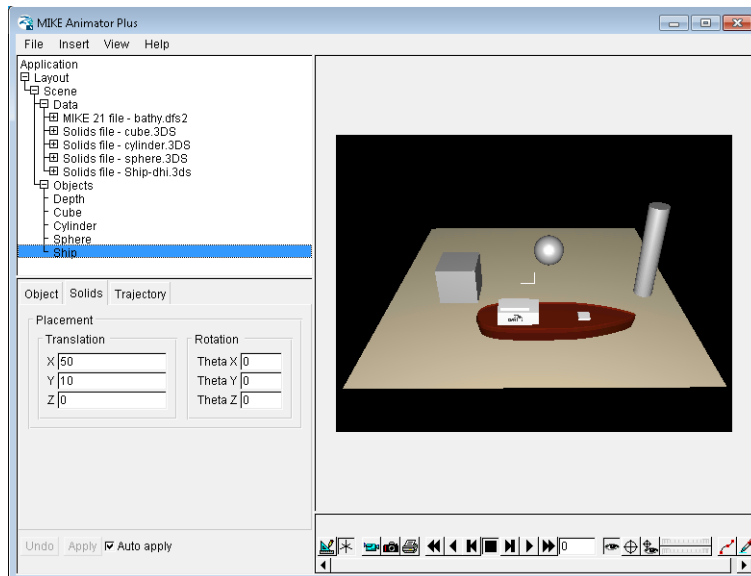 MIKE Animator Plus
File Insert View Help
Application
Layout
Scene
Data
MIKE 21 file - bathy.dfs2
Solids file - cube.3DS
Solids file - cylinder.3DS
Solids file - sphere.3DS
Solids file - Ship-dhi.3ds
Objects
Depth
Cube
Cylinder
Sphere
Ship
Object Solids Trajectory
Placement
Translation
X 50
Y 10
Z 0
Rotation
Theta X 0
Theta Y 0
Theta Z 0
Undo Apply Auto apply
0